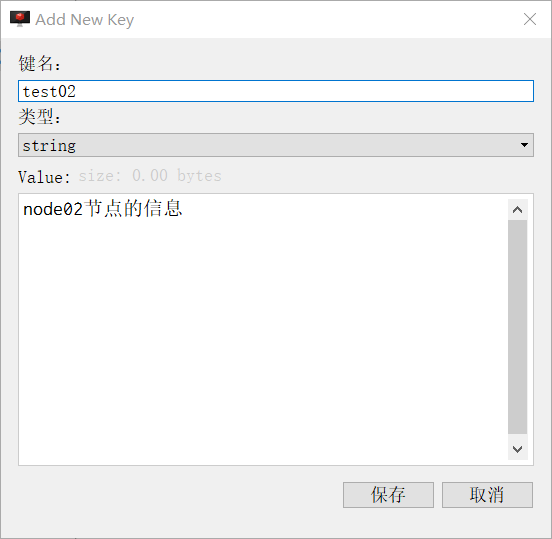 Add New Key
键名：
test02
类型：
string
Value: size: 0.00 bytes
node02节点的信息
保存 取消